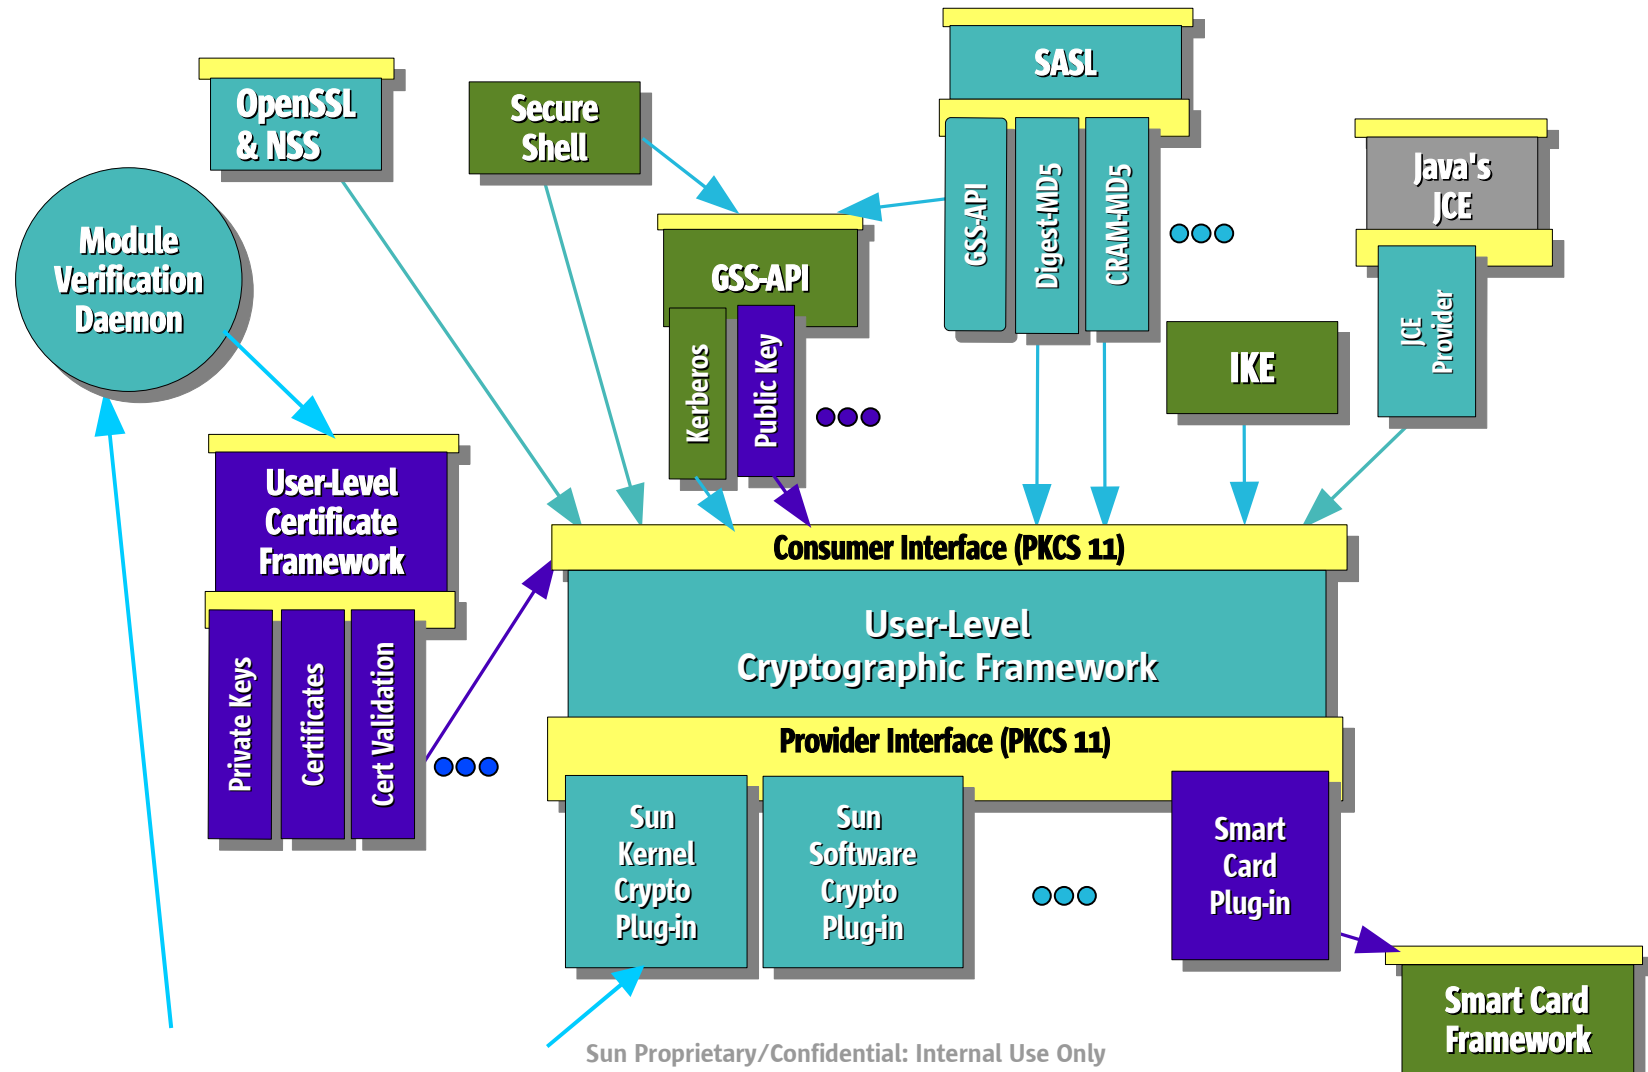 SASL
OpenSSL
& NSS
Secure
Shell
Java's
JCE
Module
Verification
Daemon
GSS-API
Kerberos
Public Key
GSS-API
Digest-MD5
CRAM-MD5
IKE
JCE
Provider
User-Level
Certificate
Framework
Private Keys
Certificates
Cert Validation
Consumer Interface (PKCS 11)
User-Level
Cryptographic Framework
Provider Interface (PKCS 11)
Sun
Kernel
Crypto
Plug-in
Sun
Software
Crypto
Plug-in
Smart
Card
Plug-in
Smart Card
Framework
Sun Proprietary/Confidential: Internal Use Only